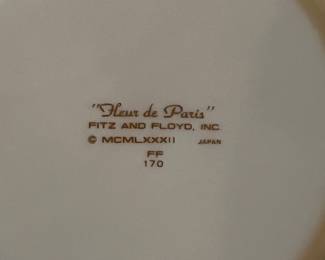 "Fleur de Paris"
FITZ AND FLOYD, INC.
© MCMLXXXII JAPAN
FF
170